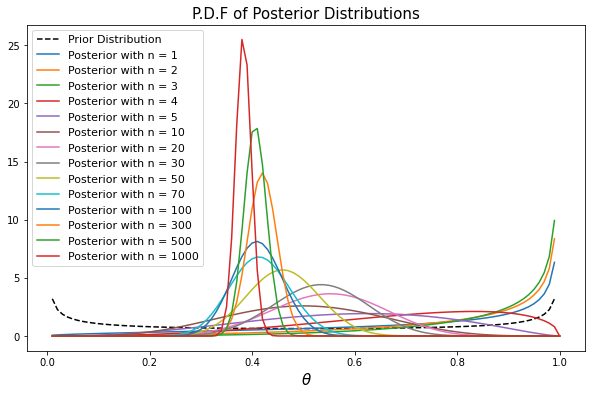 P.D.F of Posterior Distributions
25
20
15
10
5
0
Prior Distribution
Posterior with n = 1
Posterior with n = 2
Posterior with n = 3
Posterior with n = 4
Posterior with n = 5
Posterior with n = 10
Posterior with n = 20
Posterior with n = 30
Posterior with n = 50
Posterior with n = 70
Posterior with n = 100
Posterior with n = 300
Posterior with n = 500
Posterior with n = 1000
0.0 0.2 0.4 0.6 0.8 1.0
θ